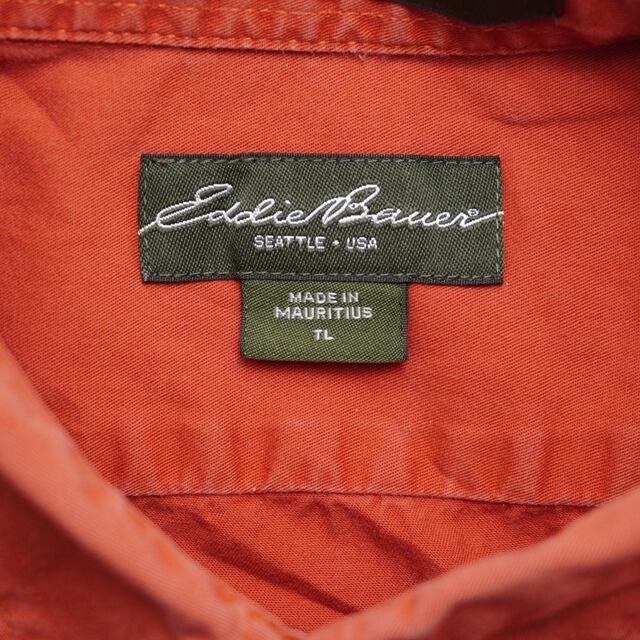 Eddie Bauer®
SEATTLE • USA
MADE IN
MAURITIUS
TL